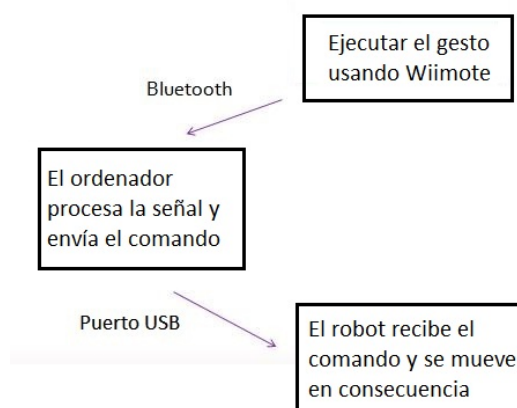 Ejecutar el gesto
usando Wiimote
Bluetooth
El ordenador
procesa la señal y
envía el comando
Puerto USB
El robot recibe el
comando y se mueve
en consecuencia